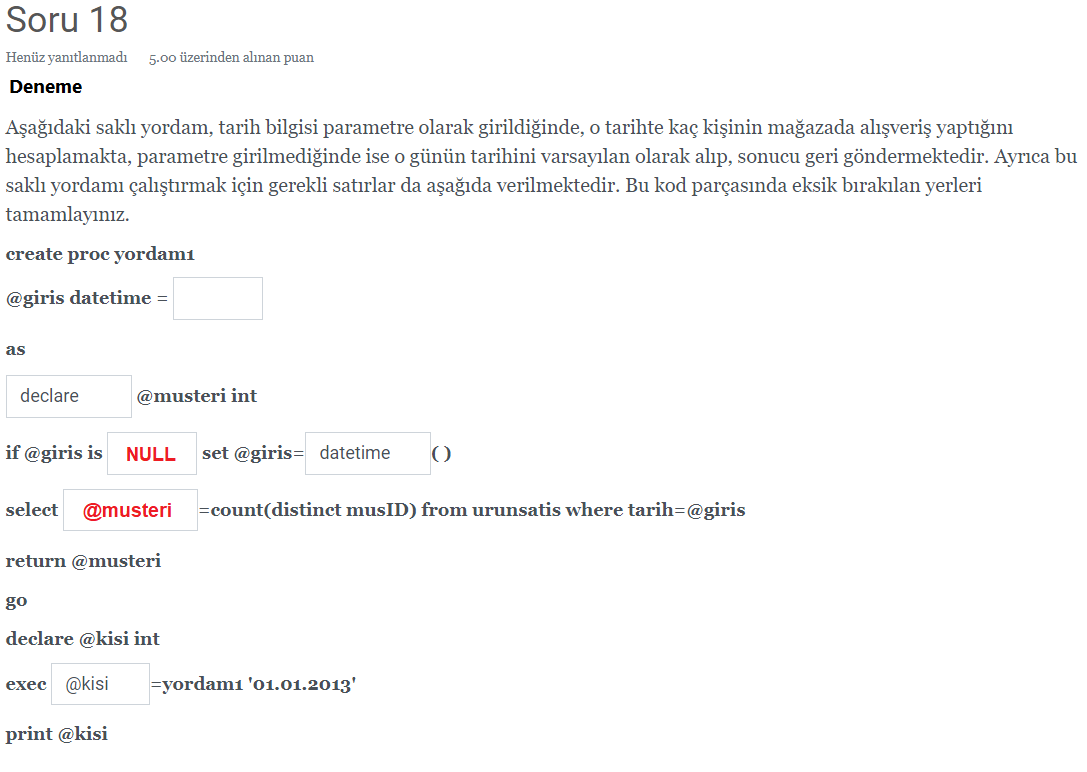 Soru 18
Henüz yanıtlanmadı 5.00 üzerinden alınan puan
Deneme
Aşağıdaki saklı yordam, tarih bilgisi parametre olarak girildiğinde, o tarihte kaç kişinin mağazada alışveriş yaptığını
hesaplamakta, parametre girilmediğinde ise o günün tarihini varsayılan olarak alıp, sonucu geri göndermektedir. Ayrıca bu
saklı yordamı çalıştırmak için gerekli satırlar da aşağıda verilmektedir. Bu kod parçasında eksik bırakılan yerleri
tamamlayınız.
create proc yordam1
@giris datetime =
as
declare @musteri int
if @giris is NULL set @giris= datetime ( )
select @musteri =count(distinct musID) from urunsatis where tarih=@giris
return @musteri
go
declare @kisi int
exec @kisi =yordam1 '01.01.2013'
print @kisi